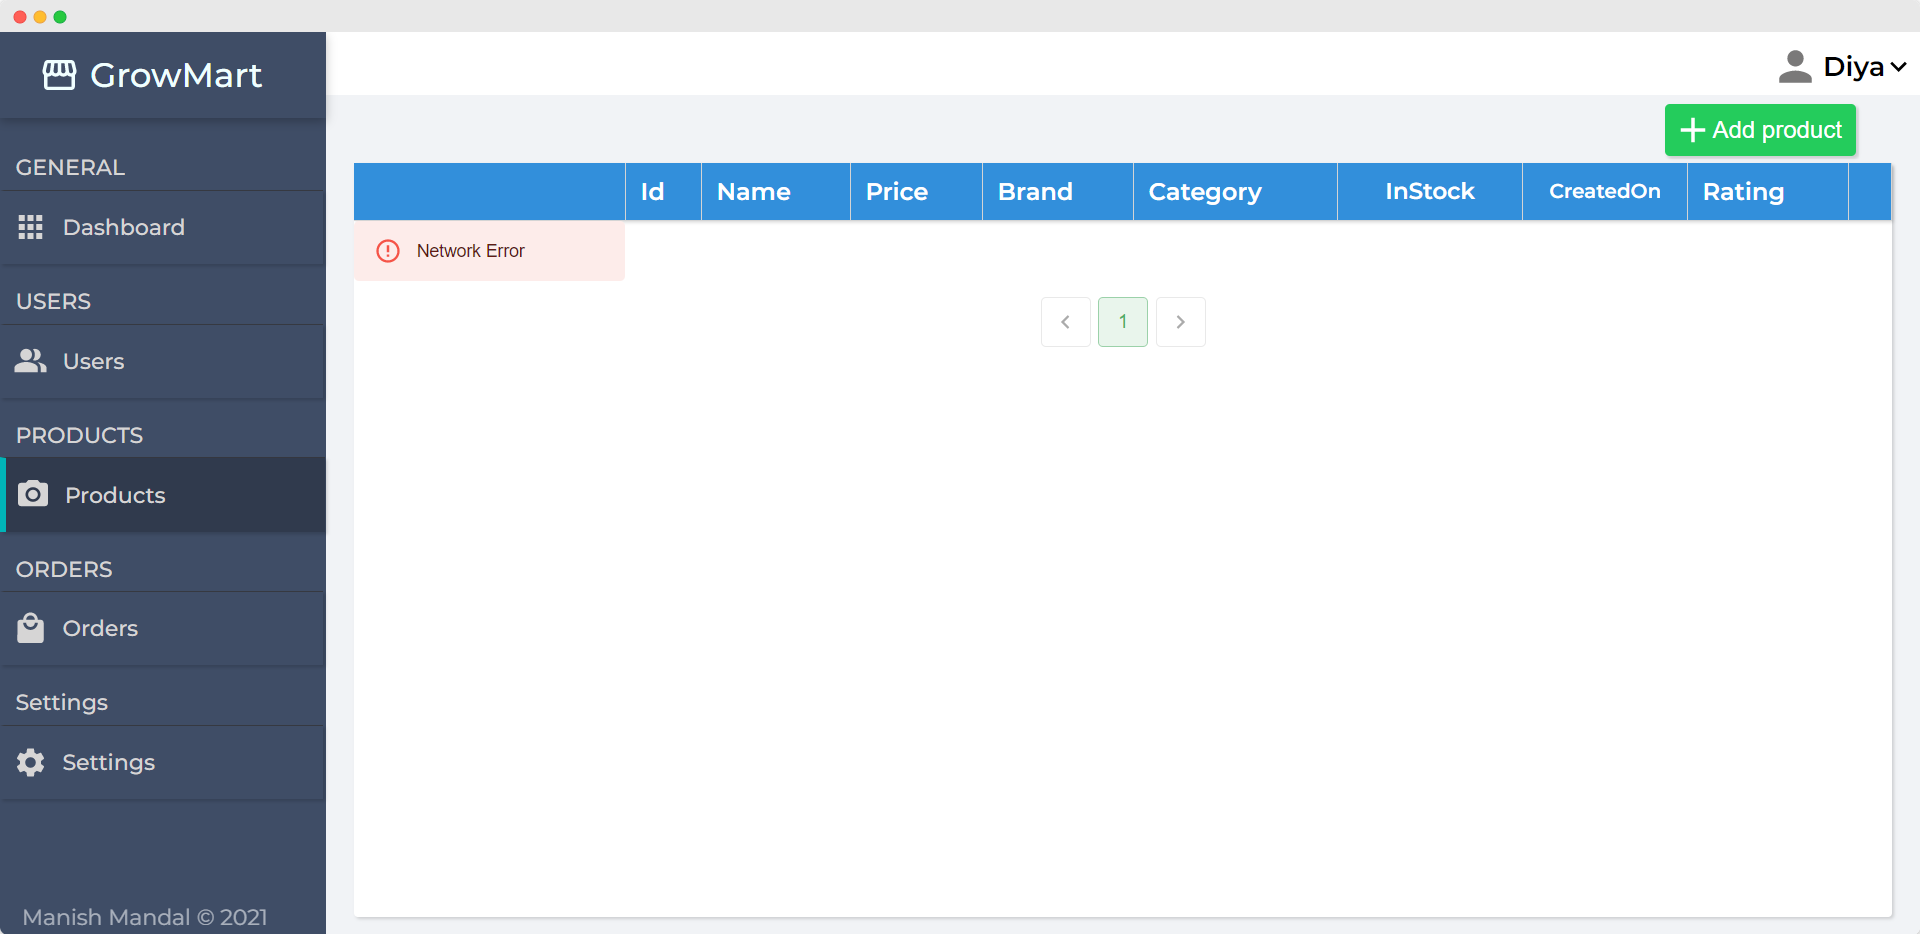 GrowMart
Diya
Add product
GENERAL
Dashboard
USERS
Users
PRODUCTS
Products
ORDERS
Orders
Settings
Settings
Manish Mandal © 2021
Id Name Price Brand Category InStock CreatedOn Rating
Network Error
1